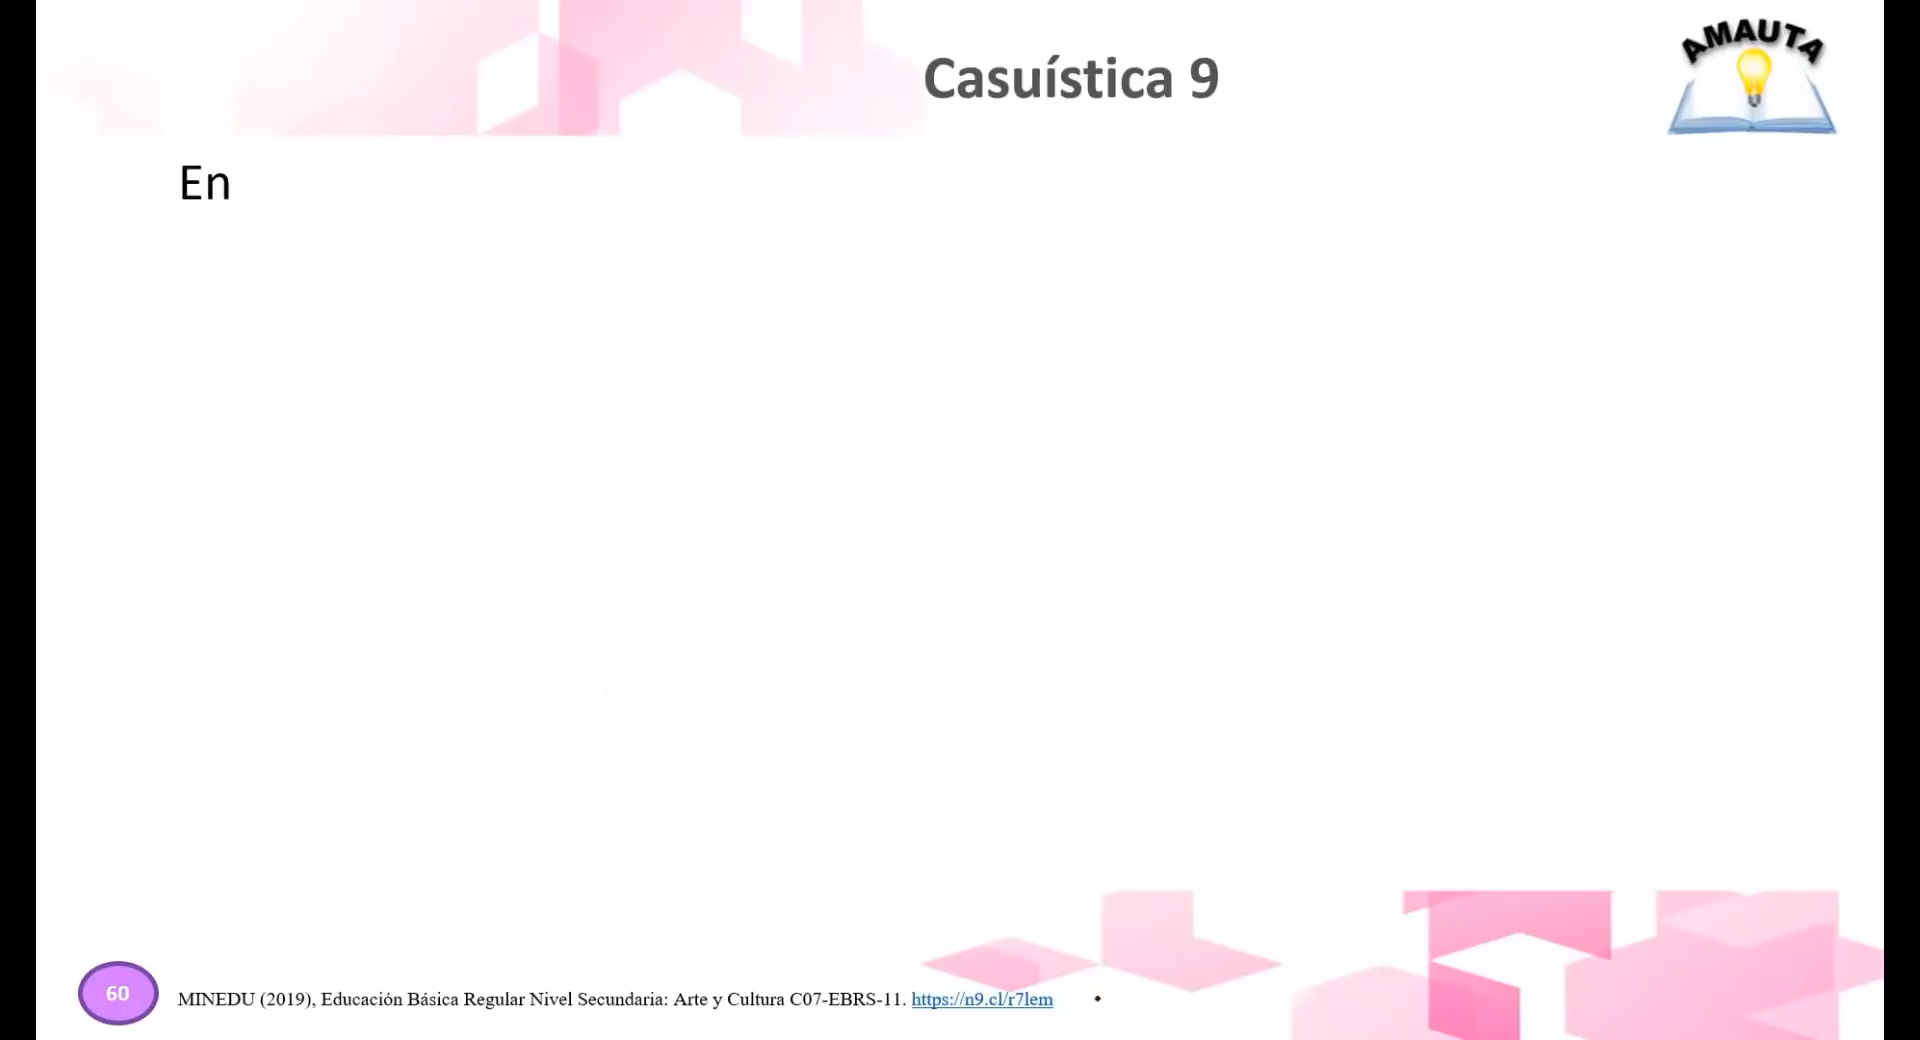 AMAUTA
Casuística 9
En
60
MINEDU (2019), Educación Básica Regular Nivel Secundaria: Arte y Cultura C07-EBRS-11. https://n9.cl/r7lem •